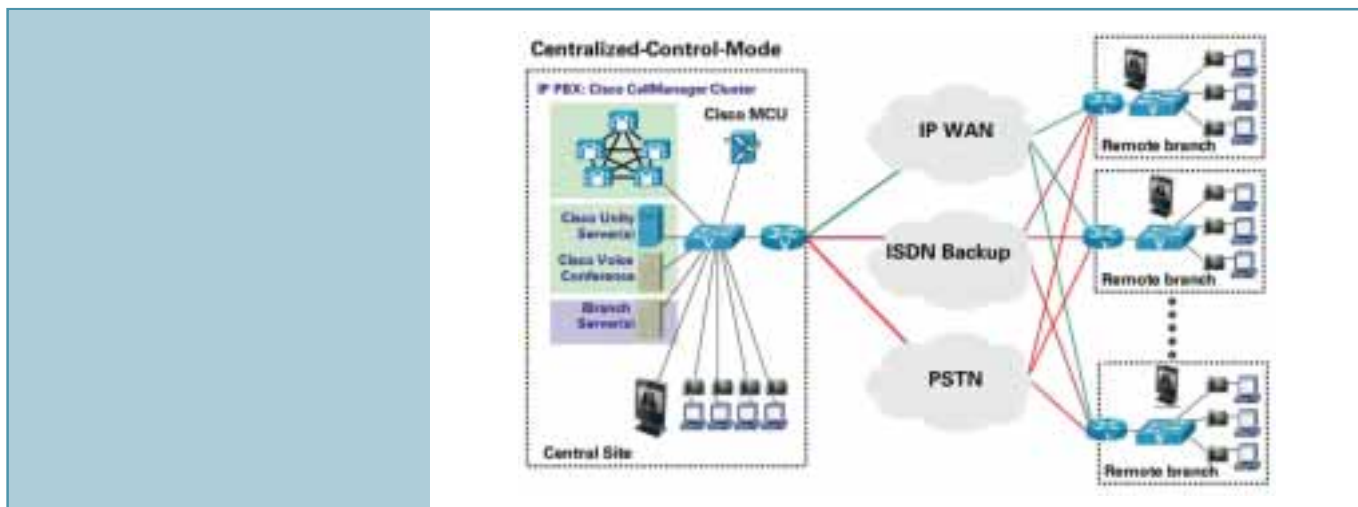 Centralized-Control-Mode
IP PBX: Cisco CallManager Cluster
Cisco MCU
Cisco Unity
Server(s)
Cisco Voice
Conference
iBranch
Server(s)
Central Site
IP WAN
ISDN Backup
PSTN
Remote branch
Remote branch
Remote branch